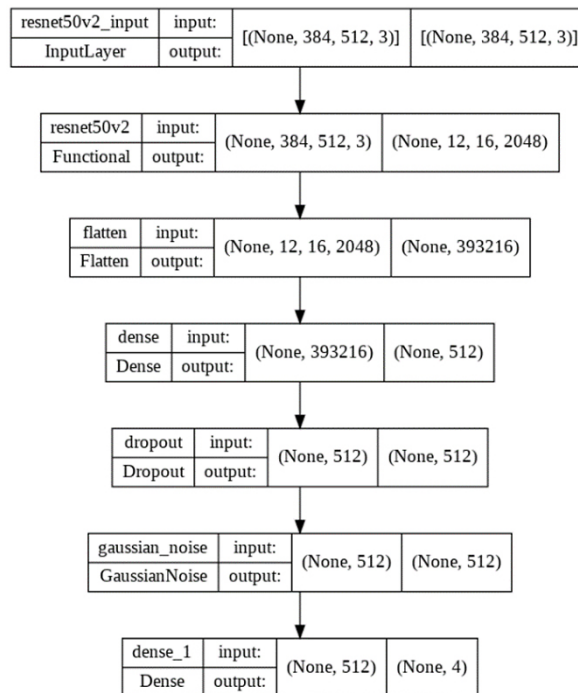 resnet50v2_input input: [(None, 384, 512, 3)] [(None, 384, 512, 3)]
InputLayer output:
resnet50v2 input: (None, 384, 512, 3) (None, 12, 16, 2048)
Functional output:
flatten input: (None, 12, 16, 2048) (None, 393216)
Flatten output:
dense input: (None, 393216) (None, 512)
Dense output:
dropout input: (None, 512) (None, 512)
Dropout output:
gaussian_noise input: (None, 512) (None, 512)
GaussianNoise output:
dense_1 input: (None, 512) (None, 4)
Dense output: